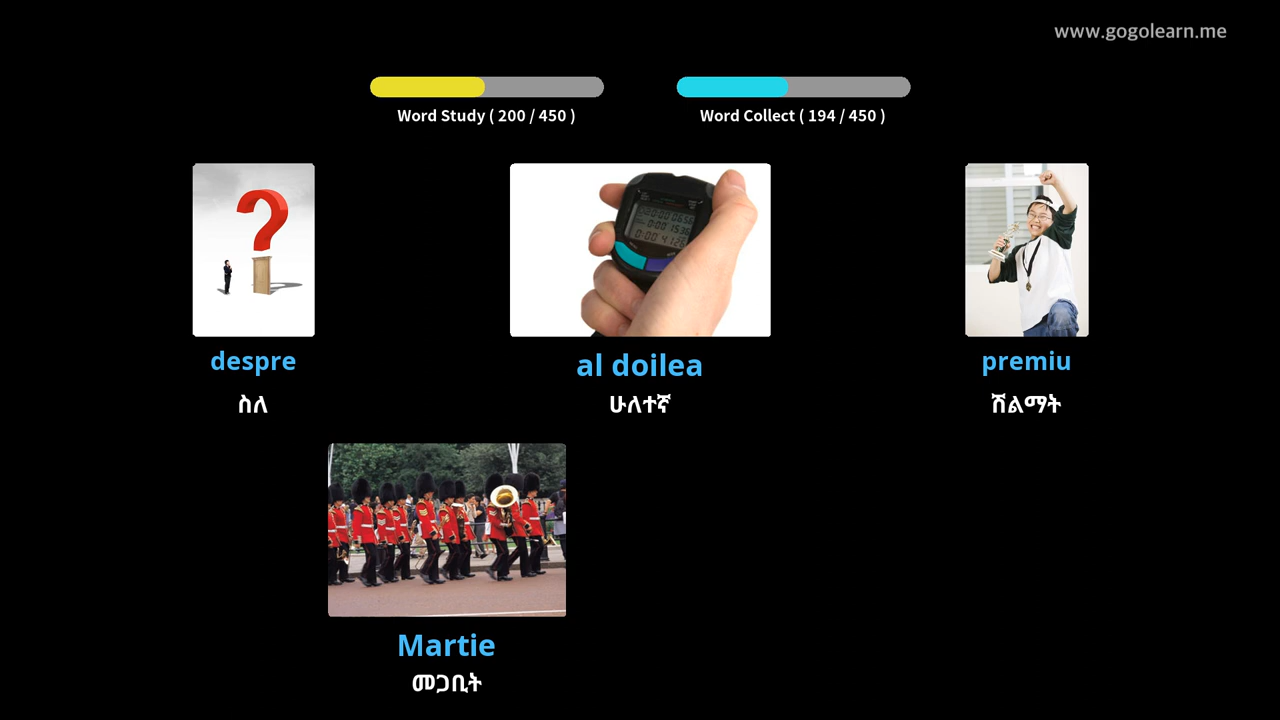 www.gogolearn.me
Word Study ( 200 / 450 )
Word Collect ( 194 / 450 )
despre
ስለ
al doilea
ሁለተኛ
premiu
ሽልማት
Martie
መጋቢት